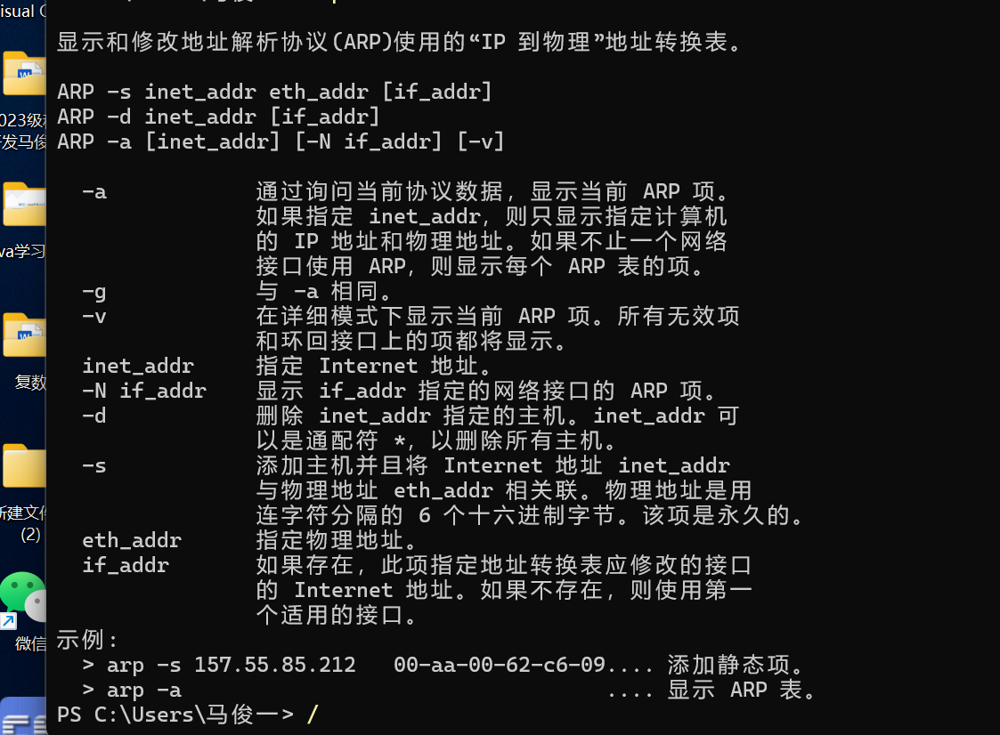 isual C
显示和修改地址解析协议(ARP)使用的“IP 到物理”地址转换表。
ARP -s inet_addr eth_addr [if_addr]
ARP -d inet_addr [if_addr]
ARP -a [inet_addr] [-N if_addr] [-v]
-a 通过询问当前协议数据，显示当前 ARP 项。
如果指定 inet_addr，则只显示指定计算机
的 IP 地址和物理地址。如果不止一个网络
接口使用 ARP，则显示每个 ARP 表的项。
-g 与 -a 相同。
-v 在详细模式下显示当前 ARP 项。所有无效项
和环回接口上的项都将显示。
inet_addr 指定 Internet 地址。
-N if_addr 显示 if_addr 指定的网络接口的 ARP 项。
-d 删除 inet_addr 指定的主机。inet_addr 可
以是通配符 *，以删除所有主机。
-s 添加主机并且将 Internet 地址 inet_addr
与物理地址 eth_addr 相关联。物理地址是用
连字符分隔的 6 个十六进制字节。该项是永久的。
eth_addr 指定物理地址。
if_addr 如果存在，此项指定地址转换表应修改的接口
的 Internet 地址。如果不存在，则使用第一
个适用的接口。
示例:
> arp -s 157.55.85.212   00-aa-00-62-c6-09.... 添加静态项。
> arp -a                                  .... 显示 ARP 表。
PS C:\Users\马俊一> /
023级
发马俊
va学习
复数
新建文件
(2)
微信